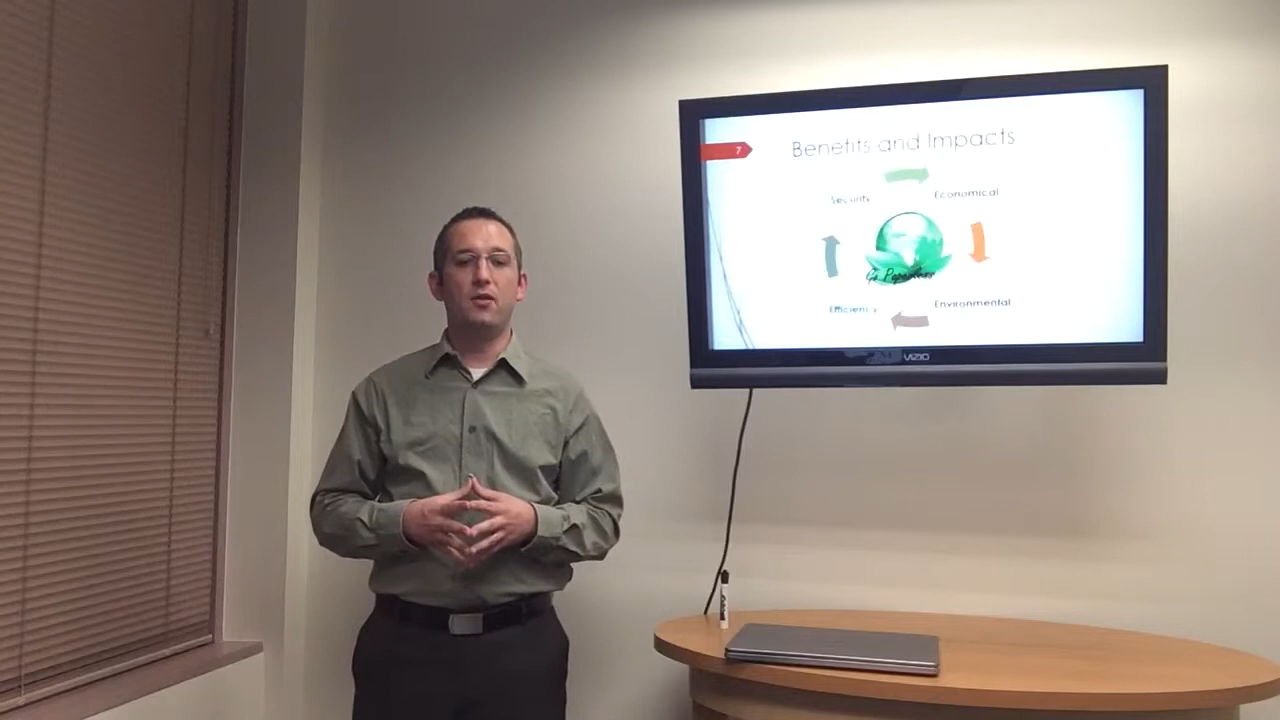 7
Benefits and Impacts
Security
Economical
Go Paperless
Efficiency
Environmental
VIZIO